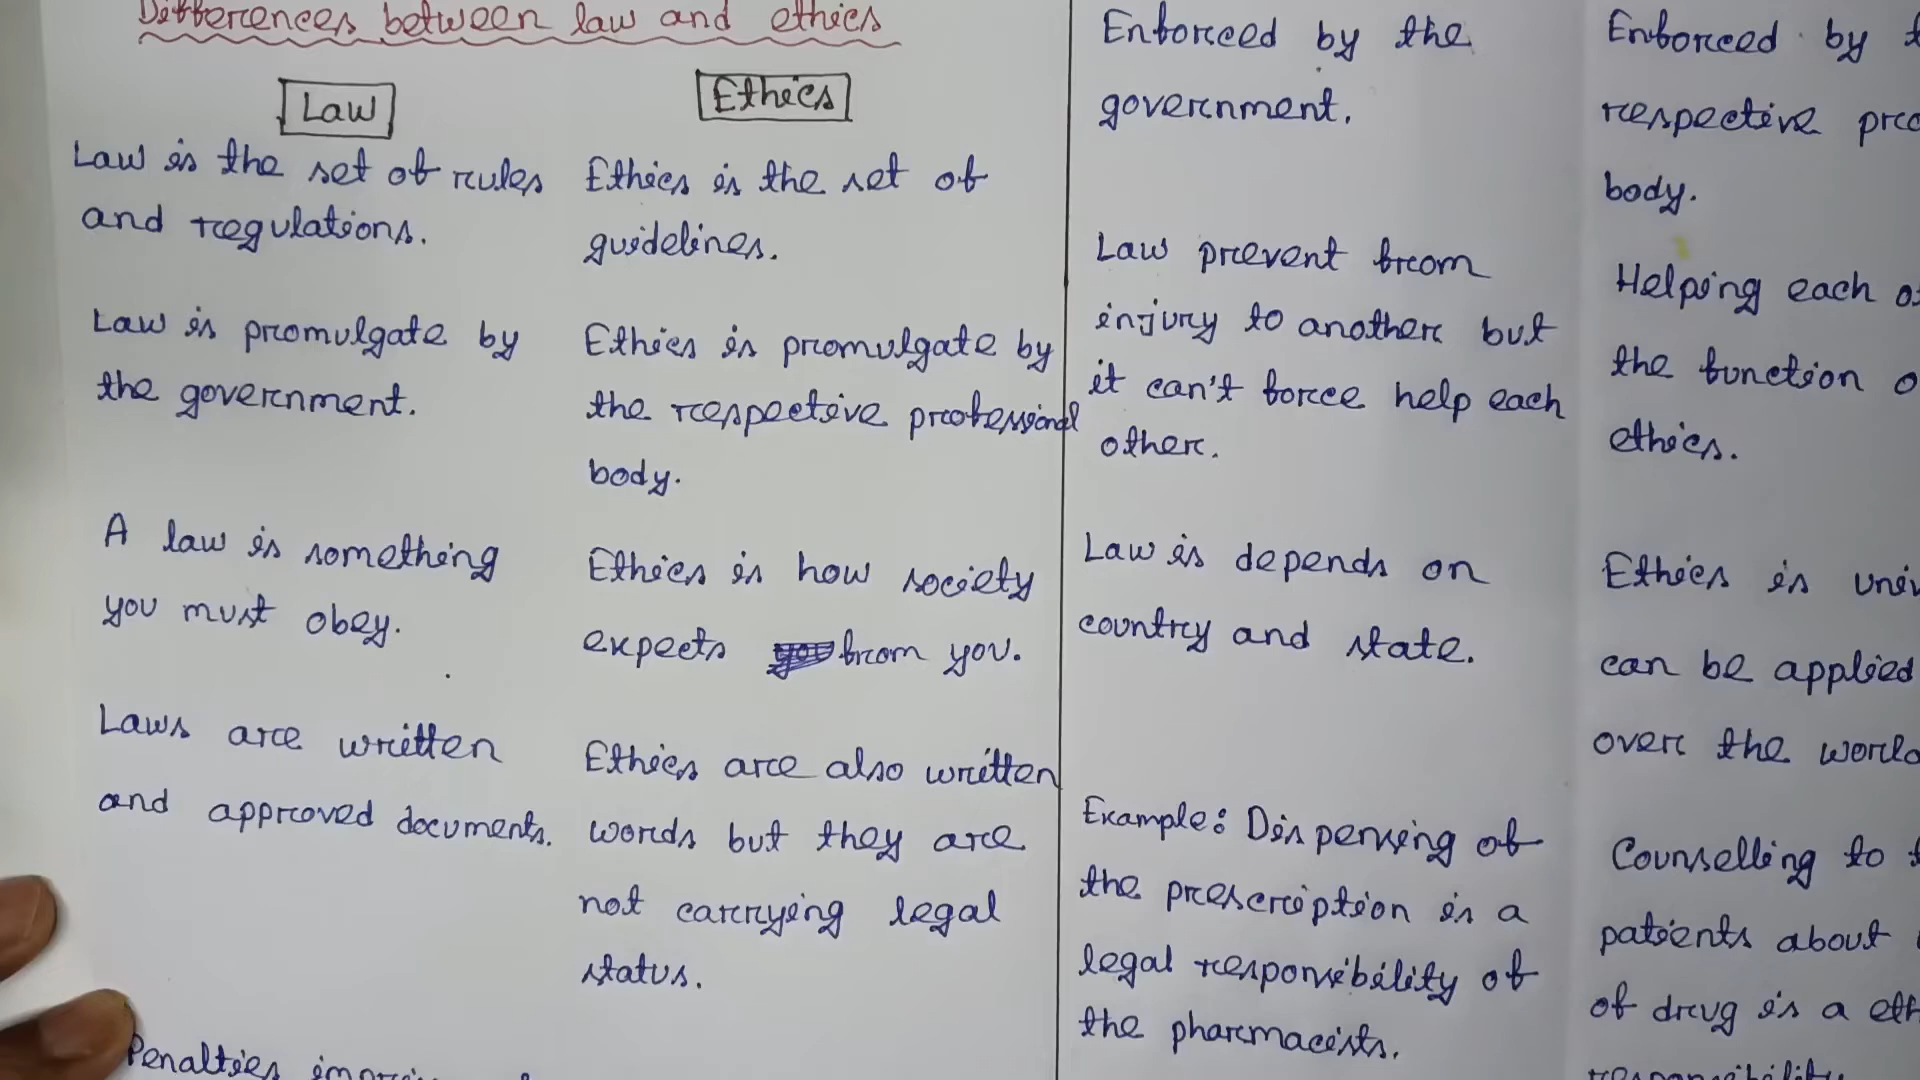 Differences between law and ethics
Law
Law is the set of rules
and regulations.
Law is promulgate by
the government.
A law is something
you must obey.
Laws are written
and approved documents.
Penalties
Ethics
Ethics is the set of
guidelines.
Ethics is promulgate by
the respective professional
body.
Ethics is how society
expects from you.
Ethics are also written
words but they are
not carrying legal
status.
Enforced by the
government.
Law prevent from
injury to another but
it can't force help each
other.
Law is depends on
country and state.
Example: Dispensing of
the prescription is a
legal responsibility of
the pharmacists.
Enforced by
respective
body.
Helping each
the function
ethics.
Ethics is
can be applied
over the world
Counselling to
patients about
of drug is a
responsibility